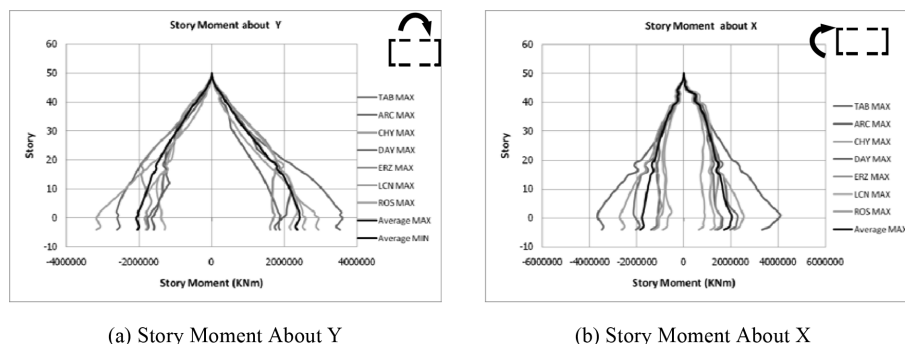 Story Moment about Y
60
50
40
30
20
10
0
-10
Story
-4000000 -2000000 0 2000000 4000000
Story Moment (KNm)
TAB MAX
ARC MAX
CHY MAX
DAY MAX
ERZ MAX
LCN MAX
ROS MAX
Average MAX
Average MIN
Story Moment about X
60
50
40
30
20
10
0
-10
Story
-6000000 -4000000 -2000000 0 2000000 4000000 6000000
Story Moment (KNm)
TAB MAX
ARC MAX
CHY MAX
DAY MAX
ERZ MAX
LCN MAX
ROS MAX
Average MAX
(a) Story Moment About Y
(b) Story Moment About X